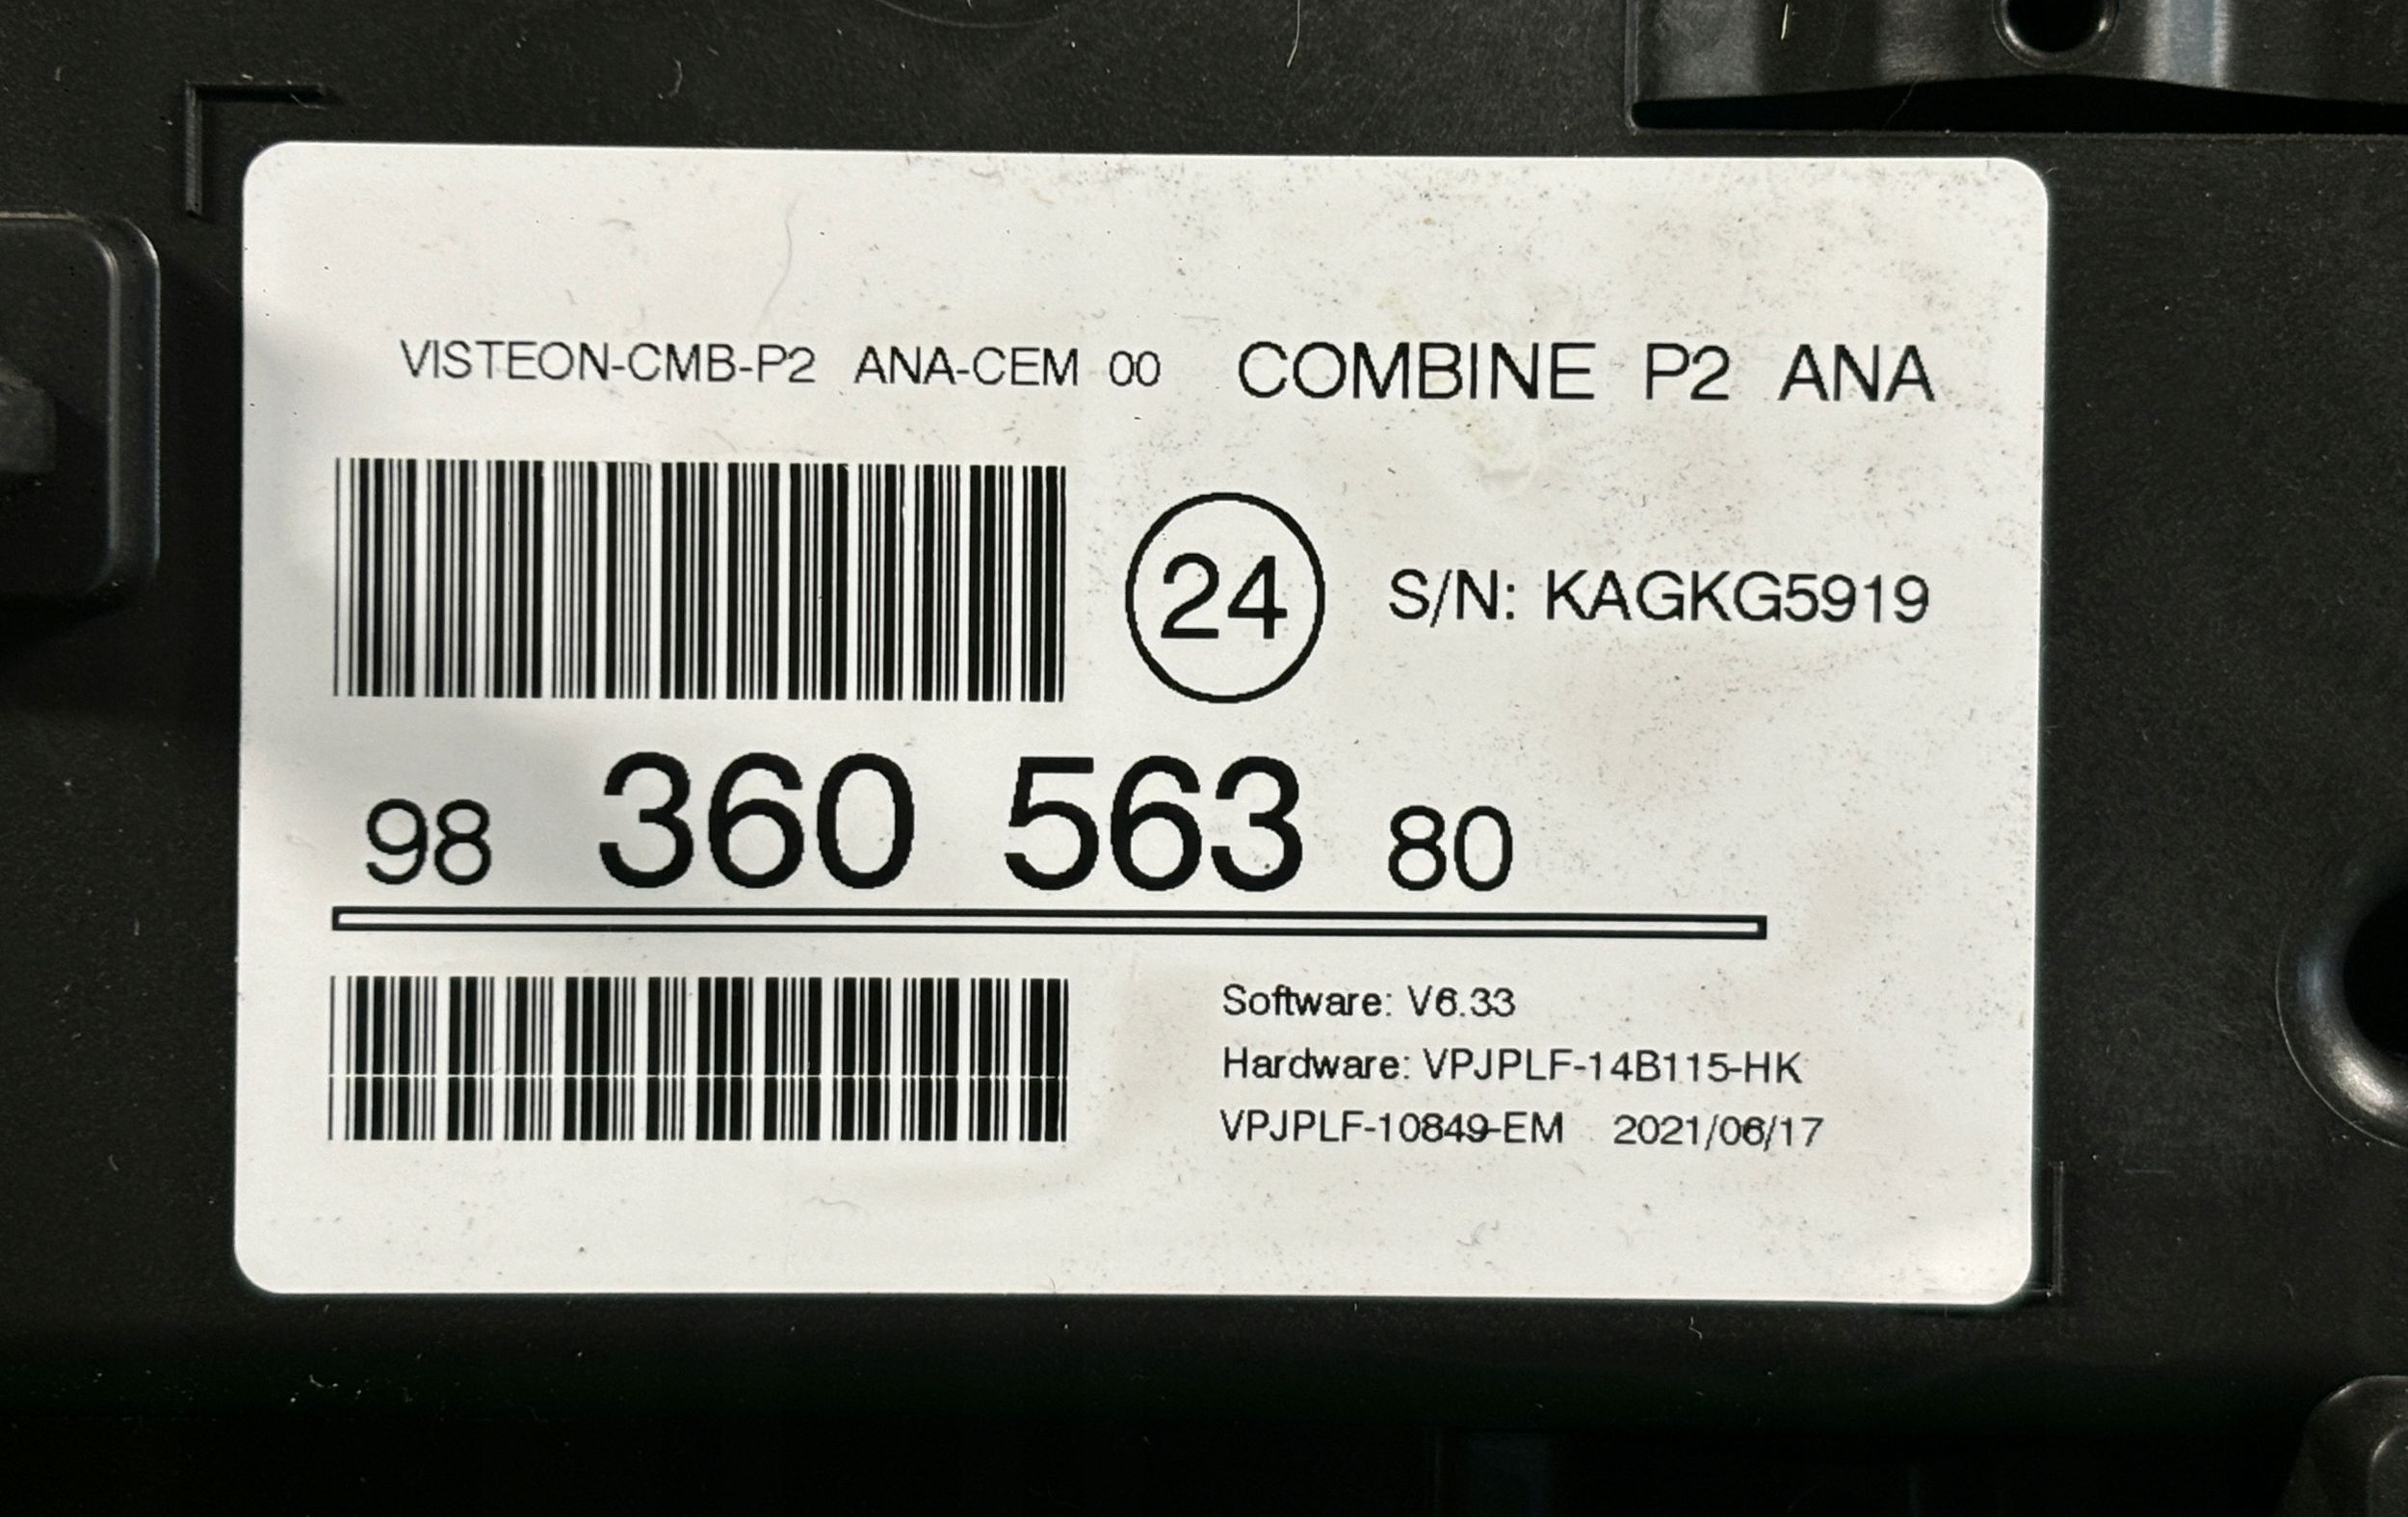 VISTEON-CMB-P2 ANA-CEM 00 COMBINE P2 ANA
24 S/N: KAGKG5919
98 360 563 80
Software: V6.33
Hardware: VPJPLF-14B115-HK
VPJPLF-10849-EM 2021/06/17